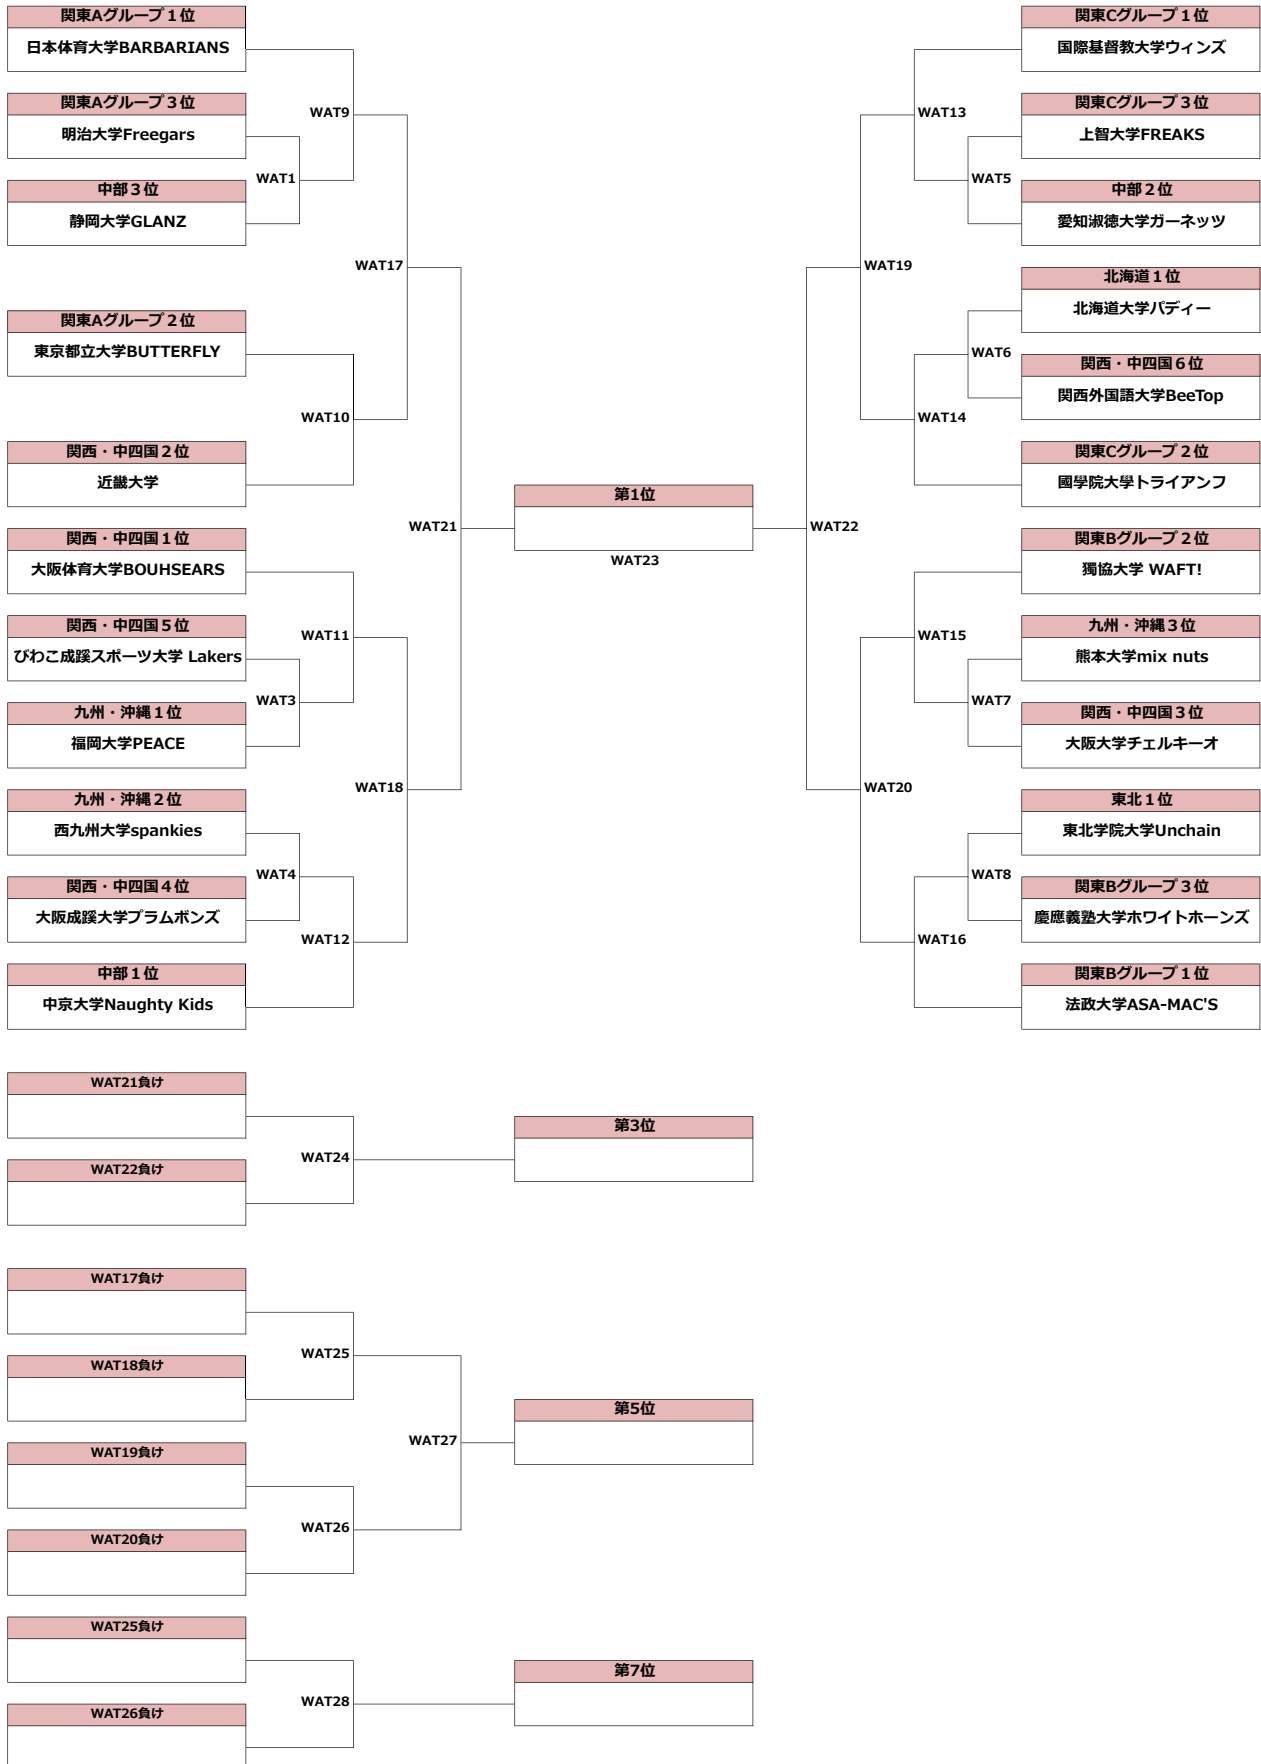 関東Aグループ１位
日本体育大学BARBARIANS
関東Aグループ３位
明治大学Freegars
中部３位
静岡大学GLANZ
関東Aグループ２位
東京都立大学BUTTERFLY
関西・中四国２位
近畿大学
関西・中四国１位
大阪体育大学BOUHSEARS
関西・中四国５位
びわこ成蹊スポーツ大学 Lakers
九州・沖縄１位
福岡大学PEACE
九州・沖縄２位
西九州大学spankies
関西・中四国４位
大阪成蹊大学プラムボンズ
中部１位
中京大学Naughty Kids
WAT1
WAT3
WAT4
WAT9
WAT10
WAT11
WAT12
WAT17
WAT18
WAT21
第1位
WAT23
WAT22
WAT19
WAT20
WAT13
WAT14
WAT15
WAT16
WAT5
WAT6
WAT7
WAT8
関東Cグループ１位
国際基督教大学ウィンズ
関東Cグループ３位
上智大学FREAKS
中部２位
愛知淑徳大学ガーネッツ
北海道１位
北海道大学パディー
関西・中四国６位
関西外国語大学BeeTop
関東Cグループ２位
國學院大學トライアンフ
関東Bグループ２位
獨協大学 WAFT!
九州・沖縄３位
熊本大学mix nuts
関西・中四国３位
大阪大学チェルキーオ
東北１位
東北学院大学Unchain
関東Bグループ３位
慶應義塾大学ホワイトホーンズ
関東Bグループ１位
法政大学ASA-MAC'S
WAT21負け
WAT22負け
WAT24
第3位
WAT17負け
WAT18負け
WAT25
WAT19負け
WAT20負け
WAT26
WAT27
第5位
WAT25負け
WAT26負け
WAT28
第7位